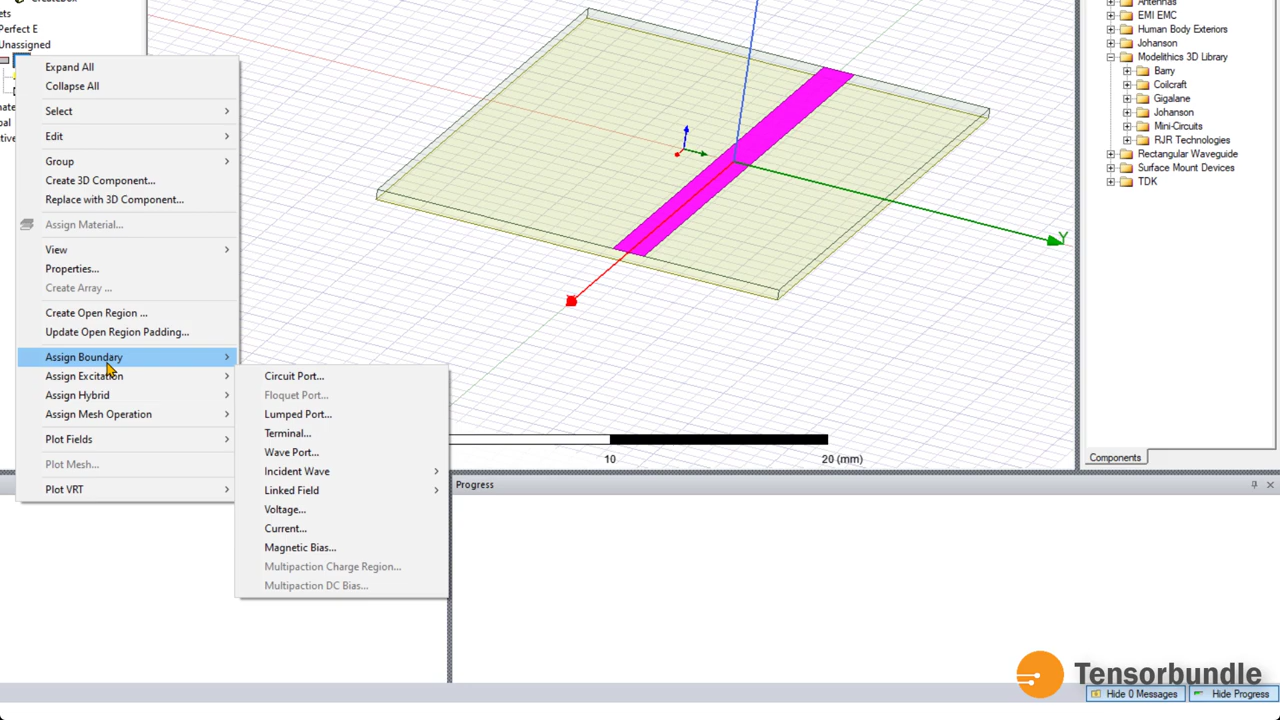 Perfect E
Unassigned
Expand All
Collapse All
Select
Edit
Group
Create 3D Component...
Replace with 3D Component...
Assign Material...
View
Properties...
Create Array ...
Create Open Region ...
Update Open Region Padding...
Assign Boundary
Assign Excitation
Assign Hybrid
Assign Mesh Operation
Plot Fields
Plot Mesh...
Plot VRT
Circuit Port...
Floquet Port...
Lumped Port...
Terminal...
Wave Port...
Incident Wave
Linked Field
Voltage...
Current...
Magnetic Bias...
Multipaction Charge Region...
Multipaction DC Bias...
Y
10
20 (mm)
Antennas
EMI EMC
Human Body Exteriors
Johanson
Modelithics 3D Library
Barry
Coilcraft
Gigalane
Johanson
Mini-Circuits
RJR Technologies
Rectangular Waveguide
Surface Mount Devices
TDK
Components
Progress
Tensorbundle
Hide 0 Messages
Hide Progress